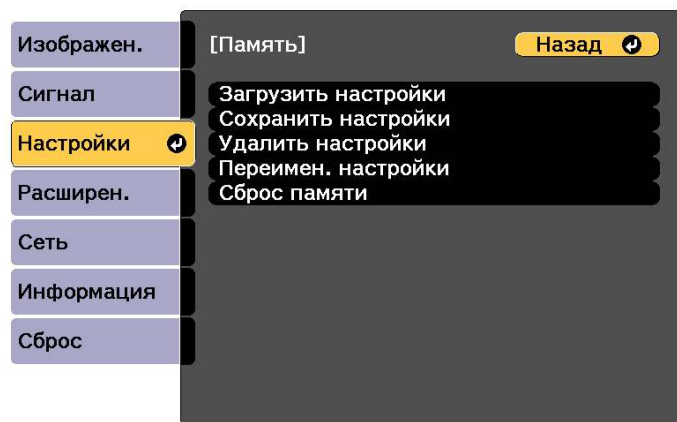 Изображен.
Сигнал
Настройки
Расширен.
Сеть
Информация
Сброс
[Память]
Назад
Загрузить настройки
Сохранить настройки
Удалить настройки
Переимен. настройки
Сброс памяти